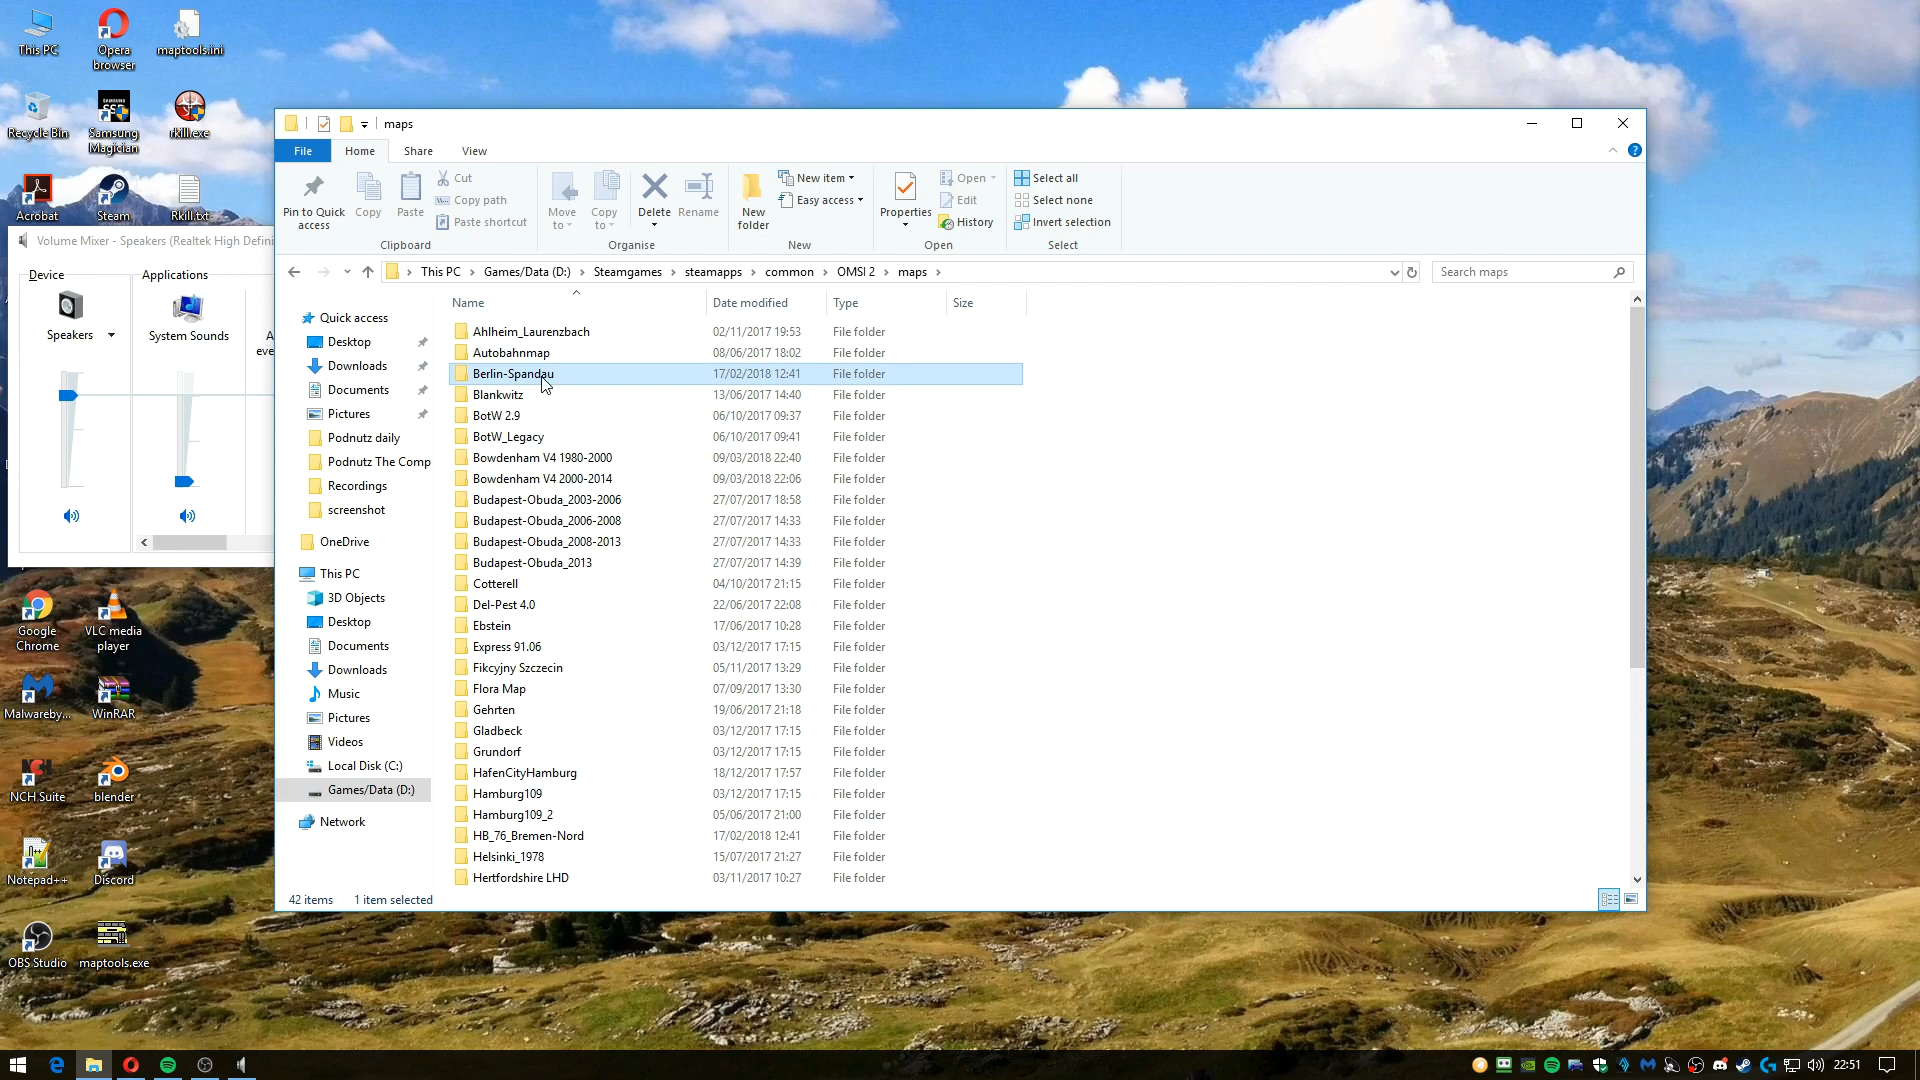 This PC
Opera
browser
maptools.ini
Recycle Bin
Samsung
Magician
rkill.exe
Acrobat
Steam
Rkill.txt
Volume Mixer - Speakers (Realtek High Defini
Device
Applications
Speakers
System Sounds
Google
Chrome
VLC media
player
Malwareby...
WinRAR
NCH Suite
blender
Notepad++
Discord
OBS Studio
maptools.exe
maps
File
Home
Share
View
Pin to Quick
access
Copy
Paste
Cut
Copy path
Paste shortcut
Clipboard
Move
to
Copy
to
Delete
Rename
Organise
New
folder
New item
Easy access
New
Properties
Open
Edit
History
Open
Select all
Select none
Invert selection
Select
This PC > Games/Data (D:) > Steamgames > steamapps > common > OMSI 2 > maps >
Search maps
Quick access
Desktop
Downloads
Documents
Pictures
Podnutz daily
Podnutz The Comp
Recordings
screenshot
OneDrive
This PC
3D Objects
Desktop
Documents
Downloads
Music
Pictures
Videos
Local Disk (C:)
Games/Data (D:)
Network
Name Date modified Type Size
Ahlheim_Laurenzbach 02/11/2017 19:53 File folder
Autobahnmap 08/06/2017 18:02 File folder
Berlin-Spandau 17/02/2018 12:41 File folder
Blankwitz 13/06/2017 14:40 File folder
BotW 2.9 06/10/2017 09:37 File folder
BotW_Legacy 06/10/2017 09:41 File folder
Bowdenham V4 1980-2000 09/03/2018 22:40 File folder
Bowdenham V4 2000-2014 09/03/2018 22:06 File folder
Budapest-Obuda_2003-2006 27/07/2017 18:58 File folder
Budapest-Obuda_2006-2008 27/07/2017 14:33 File folder
Budapest-Obuda_2008-2013 27/07/2017 14:33 File folder
Budapest-Obuda_2013 27/07/2017 14:39 File folder
Cotterell 04/10/2017 21:15 File folder
Del-Pest 4.0 22/06/2017 22:08 File folder
Ebstein 17/06/2017 10:28 File folder
Express 91.06 03/12/2017 17:15 File folder
Fikcyjny Szczecin 05/11/2017 13:29 File folder
Flora Map 07/09/2017 13:30 File folder
Gehrten 19/06/2017 21:18 File folder
Gladbeck 03/12/2017 17:15 File folder
Grundorf 03/12/2017 17:15 File folder
HafenCityHamburg 18/12/2017 17:57 File folder
Hamburg109 03/12/2017 17:15 File folder
Hamburg109_2 05/06/2017 21:00 File folder
HB_76_Bremen-Nord 17/02/2018 12:41 File folder
Helsinki_1978 15/07/2017 21:27 File folder
Hertfordshire LHD 03/11/2017 10:27 File folder
42 items 1 item selected
22:51